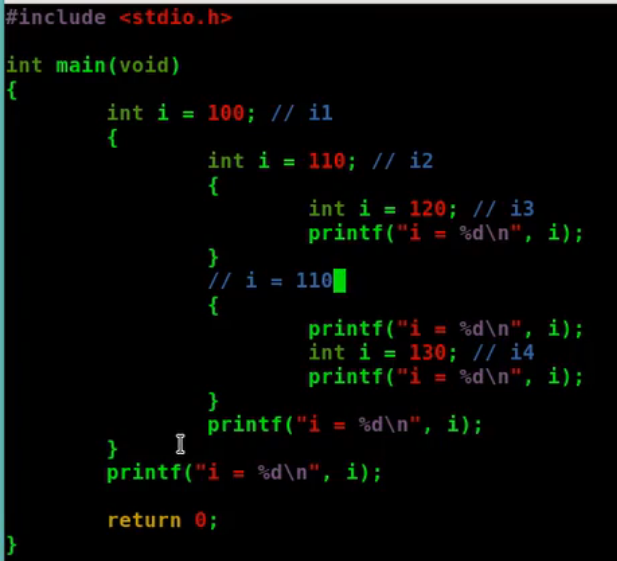 #include <stdio.h>

int main(void)
{
        int i = 100; // i1
        {
                int i = 110; // i2
                {
                        int i = 120; // i3
                        printf("i = %d\n", i);
                }
                // i = 110
                {
                        printf("i = %d\n", i);
                        int i = 130; // i4
                        printf("i = %d\n", i);
                }
                printf("i = %d\n", i);
        }
        printf("i = %d\n", i);

        return 0;
}